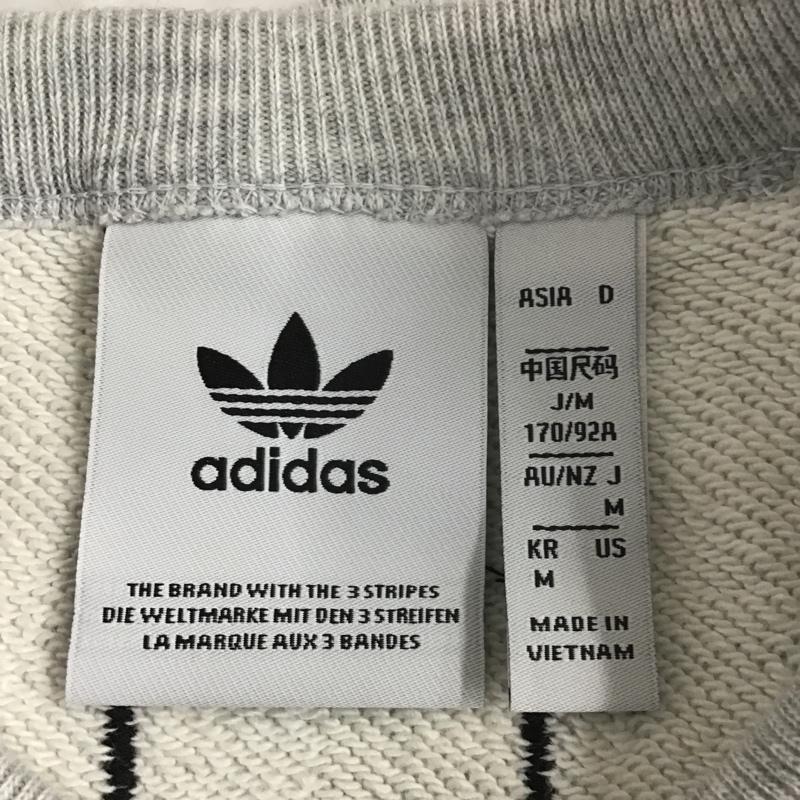 adidas
THE BRAND WITH THE 3 STRIPES
DIE WELTMARKE MIT DEN 3 STREIFEN
LA MARQUE AUX 3 BANDES
ASIA D
中国尺码
J/M
170/92A
AU/NZ J
M
KR US
M
MADE IN
VIETNAM